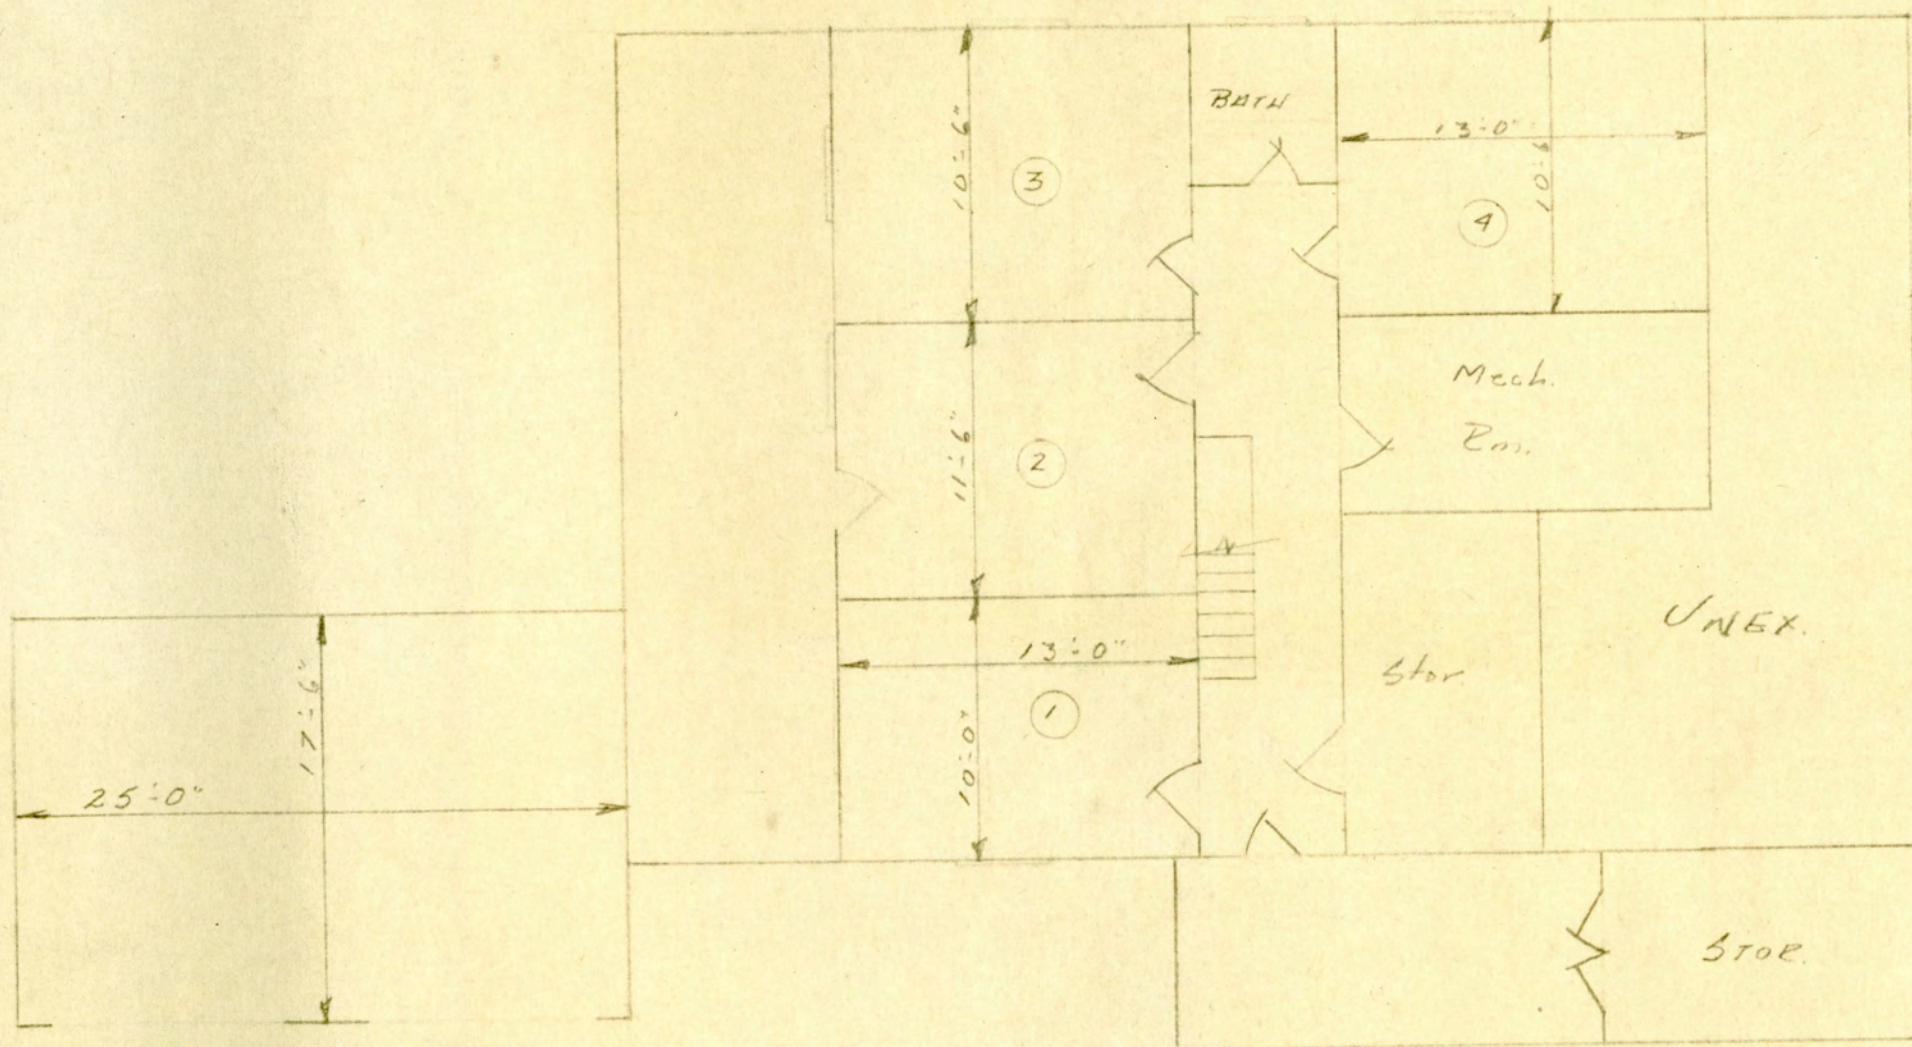 BATH
10'-6"
3
13'-0"
10'-6
4
Mech.
Rm.
11'-6"
2
UNEX.
13'-0"
Stor.
1
10'-0"
17'-6"
25'-0"
STOR.